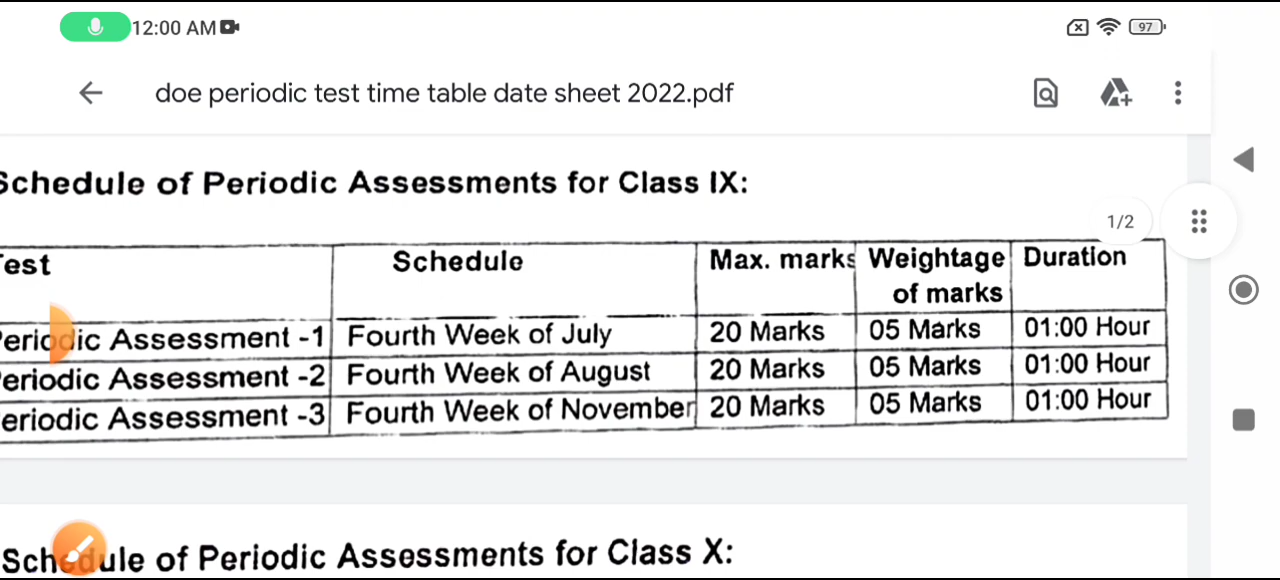 12:00 AM 97
doe periodic test time table date sheet 2022.pdf
Schedule of Periodic Assessments for Class IX:
1/2
Test Schedule Max. marks Weightage of marks Duration
Periodic Assessment -1 Fourth Week of July 20 Marks 05 Marks 01:00 Hour
Periodic Assessment -2 Fourth Week of August 20 Marks 05 Marks 01:00 Hour
Periodic Assessment -3 Fourth Week of November 20 Marks 05 Marks 01:00 Hour
Schedule of Periodic Assessments for Class X: